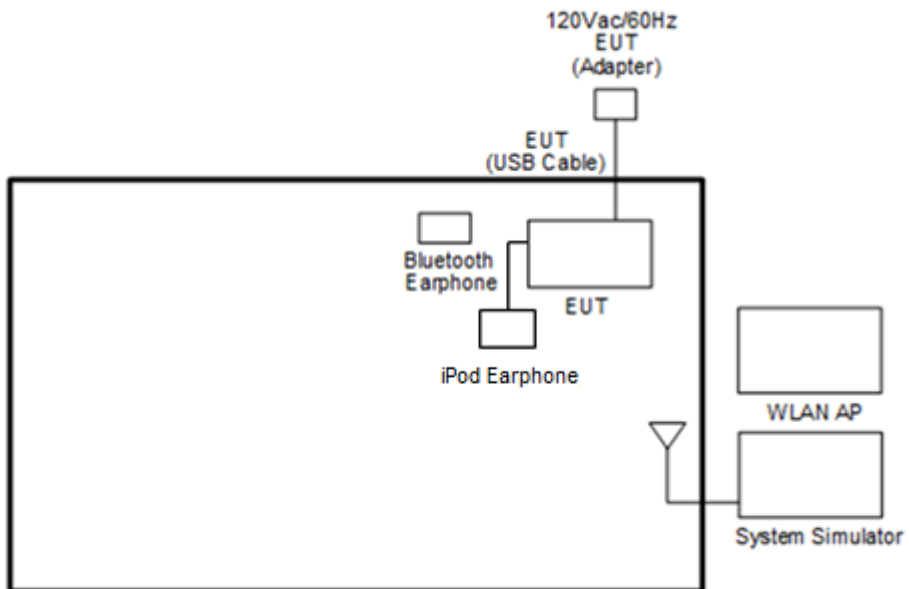 120Vac/60Hz
EUT
(Adapter)
EUT
(USB Cable)
Bluetooth
Earphone
EUT
iPod Earphone
WLAN AP
System Simulator